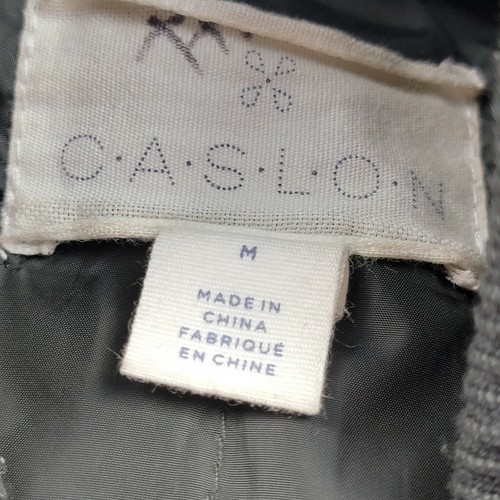 C·A·S·L·O·N
M
MADE IN
CHINA
FABRIQUÉ
EN CHINE